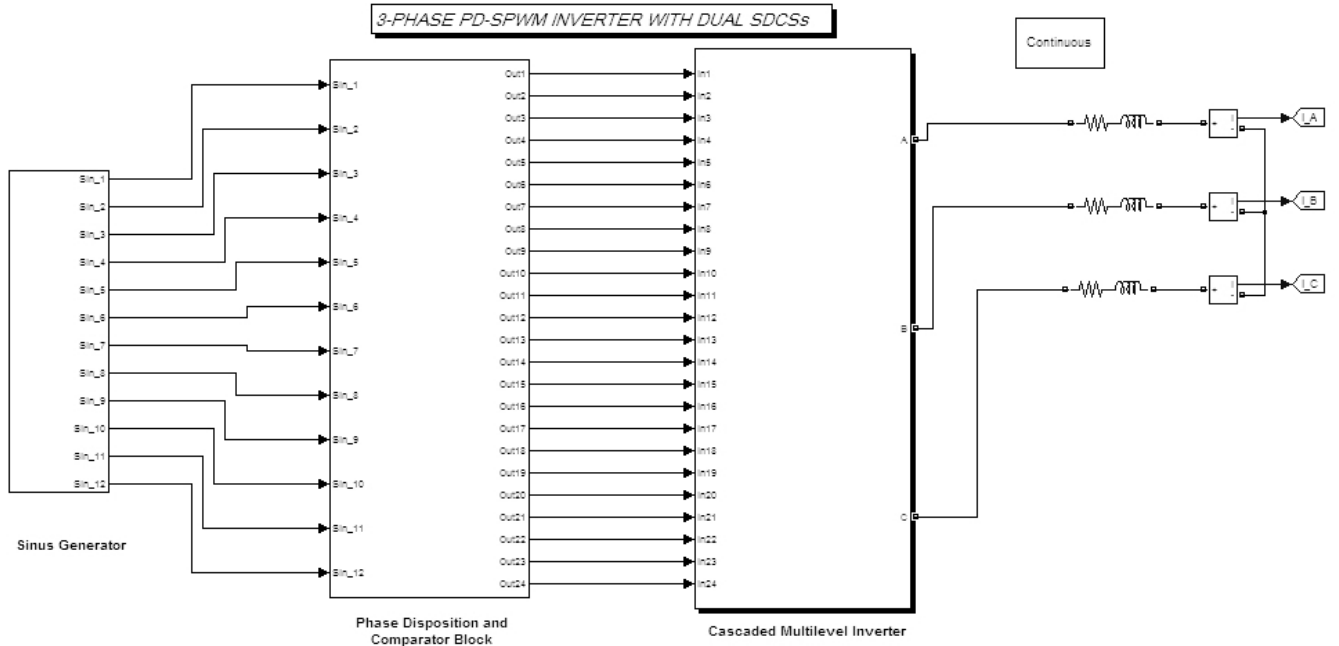 3-PHASE PD-SPWM INVERTER WITH DUAL SDCSs
Continuous
Sin_1
Sin_2
Sin_3
Sin_4
Sin_5
Sin_6
Sin_7
Sin_8
Sin_9
Sin_10
Sin_11
Sin_12
Sinus Generator
Sin_1
Sin_2
Sin_3
Sin_4
Sin_5
Sin_6
Sin_7
Sin_8
Sin_9
Sin_10
Sin_11
Sin_12
Out1
Out2
Out3
Out4
Out5
Out6
Out7
Out8
Out9
Out10
Out11
Out12
Out13
Out14
Out15
Out16
Out17
Out18
Out19
Out20
Out21
Out22
Out23
Out24
Phase Disposition and
Comparator Block
In1
In2
In3
In4
In5
In6
In7
In8
In9
In10
In11
In12
In13
In14
In15
In16
In17
In18
In19
In20
In21
In22
In23
In24
A
B
C
Cascaded Multilevel Inverter
+ i -
I_A
+ i -
I_B
+ i -
I_C